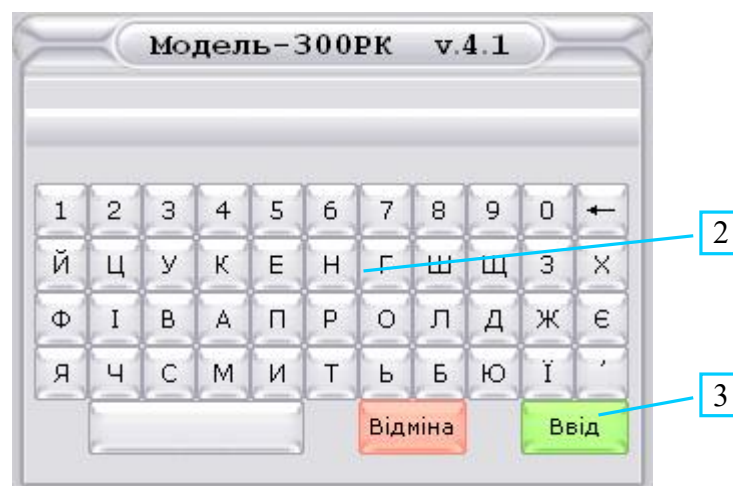 Модель-300РК v.4.1
1 2 3 4 5 6 7 8 9 0 ←
Й Ц У К Е Н Г Ш Щ З Х
Ф І В А П Р О Л Д Ж Є
Я Ч С М И Т Ь Б Ю Ї '
Відміна Ввід
2
3